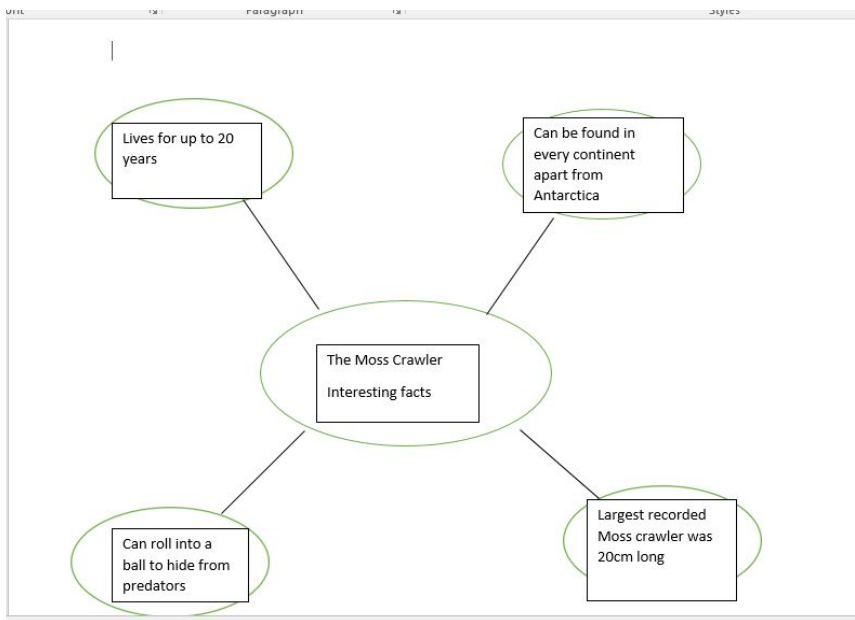 Paragraph
Styles
Lives for up to 20
years
Can be found in
every continent
apart from
Antarctica
The Moss Crawler
Interesting facts
Can roll into a
ball to hide from
predators
Largest recorded
Moss crawler was
20cm long